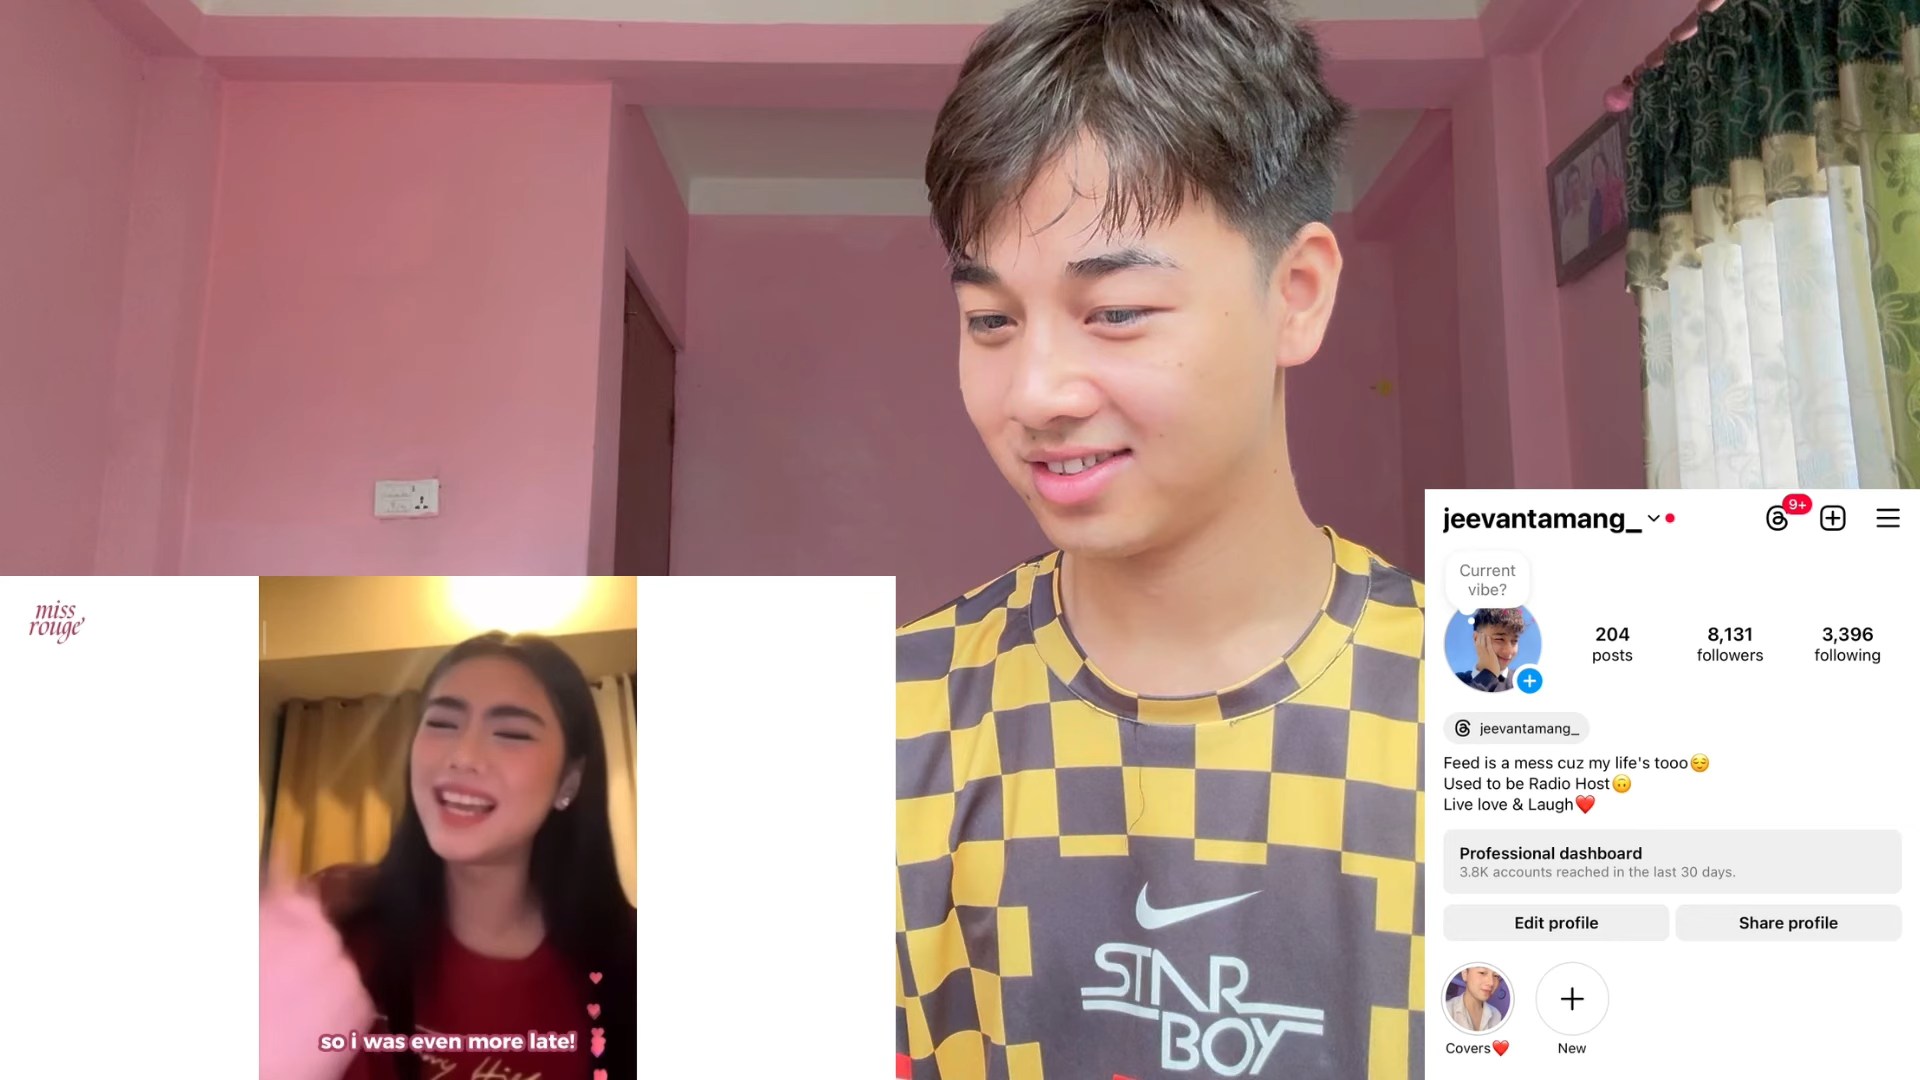 miss
rouge'
so i was even more late!
STAR
BOY
jeevantamang_
9+
Current
vibe?
204
posts
8,131
followers
3,396
following
jeevantamang_
Feed is a mess cuz my life's tooo😌
Used to be Radio Host🙃
Live love & Laugh❤️
Professional dashboard
3.8K accounts reached in the last 30 days.
Edit profile
Share profile
Covers❤️
New